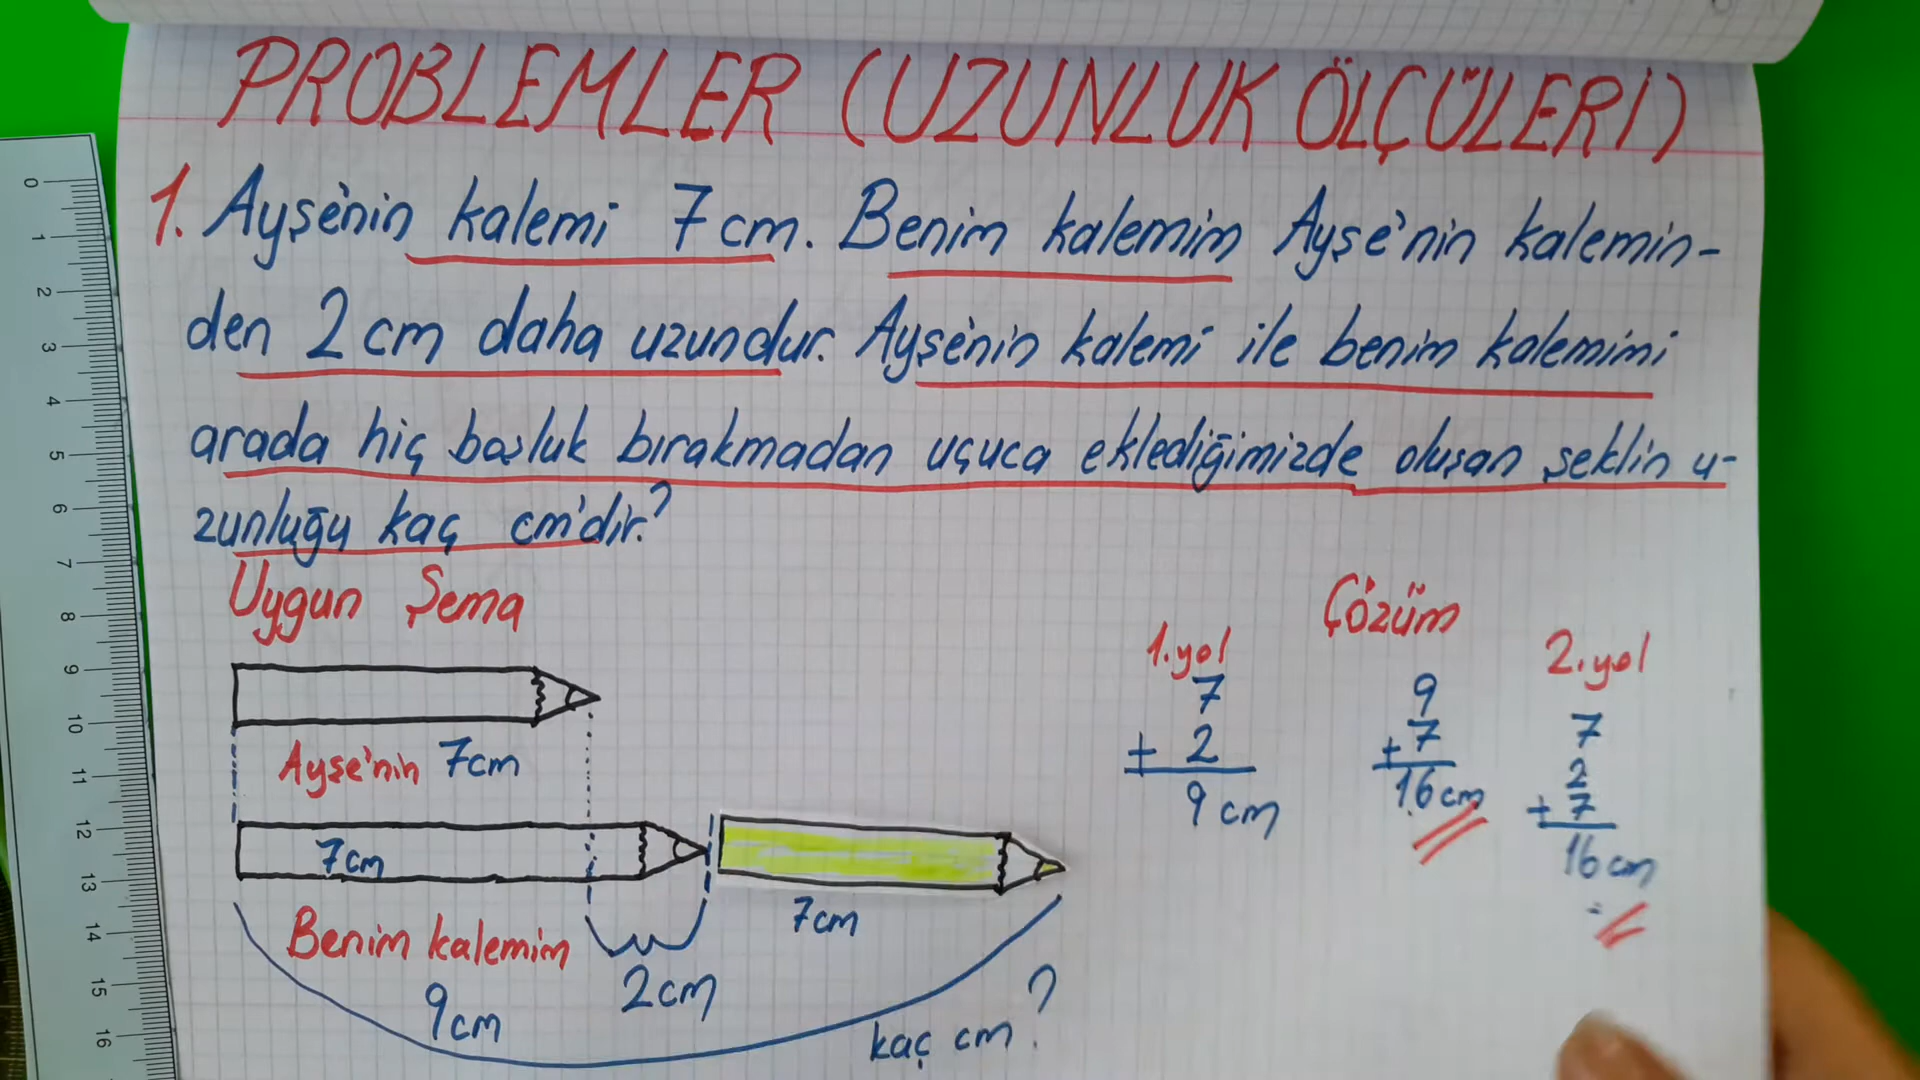 PROBLEMLER (UZUNLUK ÖLÇÜLERİ)
1. Ayşe'nin kalemi 7 cm. Benim kalemim Ayşe'nin kalemin-
den 2 cm daha uzundur. Ayşe'nin kalemi ile benim kalemimi
arada hiç boşluk bırakmadan uçuca eklediğimizde oluşan şeklin u-
zunluğu kaç cm'dir?
Uygun Şema
Çözüm
1.yol
2.yol
7
+ 2
9 cm
9
+ 7
16 cm
7
2
+ 7
16 cm
Ayşe'nin 7cm
7cm
7cm
Benim kalemim
9cm
2cm
kaç cm?
0
1
2
3
4
5
6
7
8
9
10
11
12
13
14
15
16